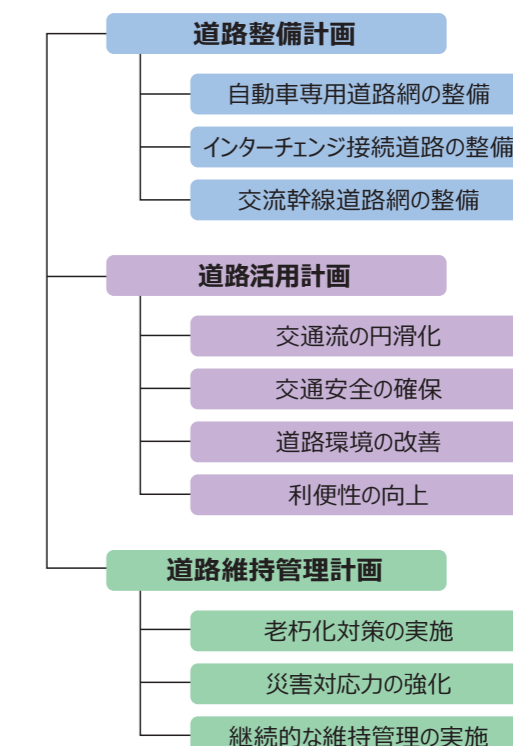 道路整備計画
自動車専用道路網の整備
インターチェンジ接続道路の整備
交流幹線道路網の整備
道路活用計画
交通流の円滑化
交通安全の確保
道路環境の改善
利便性の向上
道路維持管理計画
老朽化対策の実施
災害対応力の強化
継続的な維持管理の実施